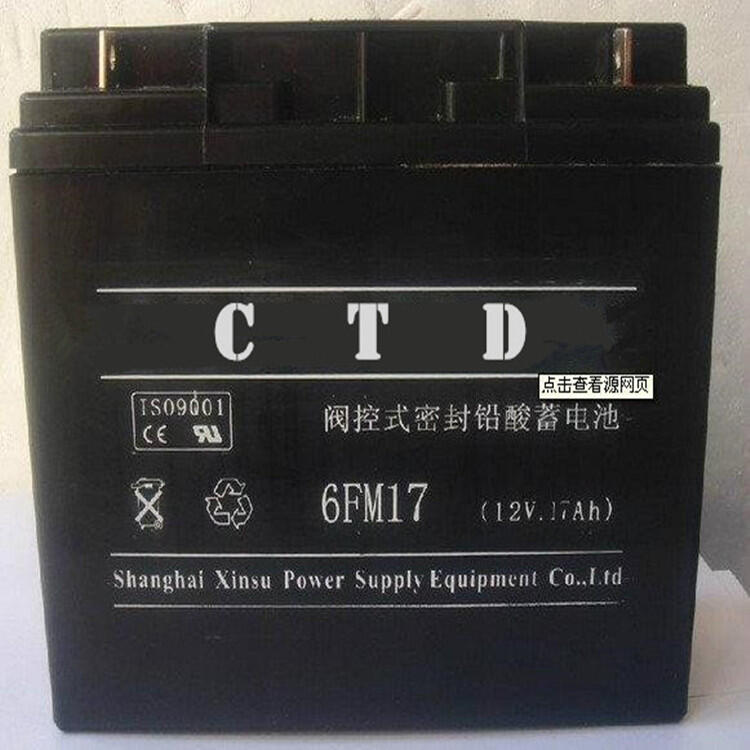 C T D
点击查看源网页
ISO9001
阀控式密封铅酸蓄电池
CE
6FM17 (12V.17Ah)
Shanghai Xinsu Power Supply Equipment Co.,Ltd